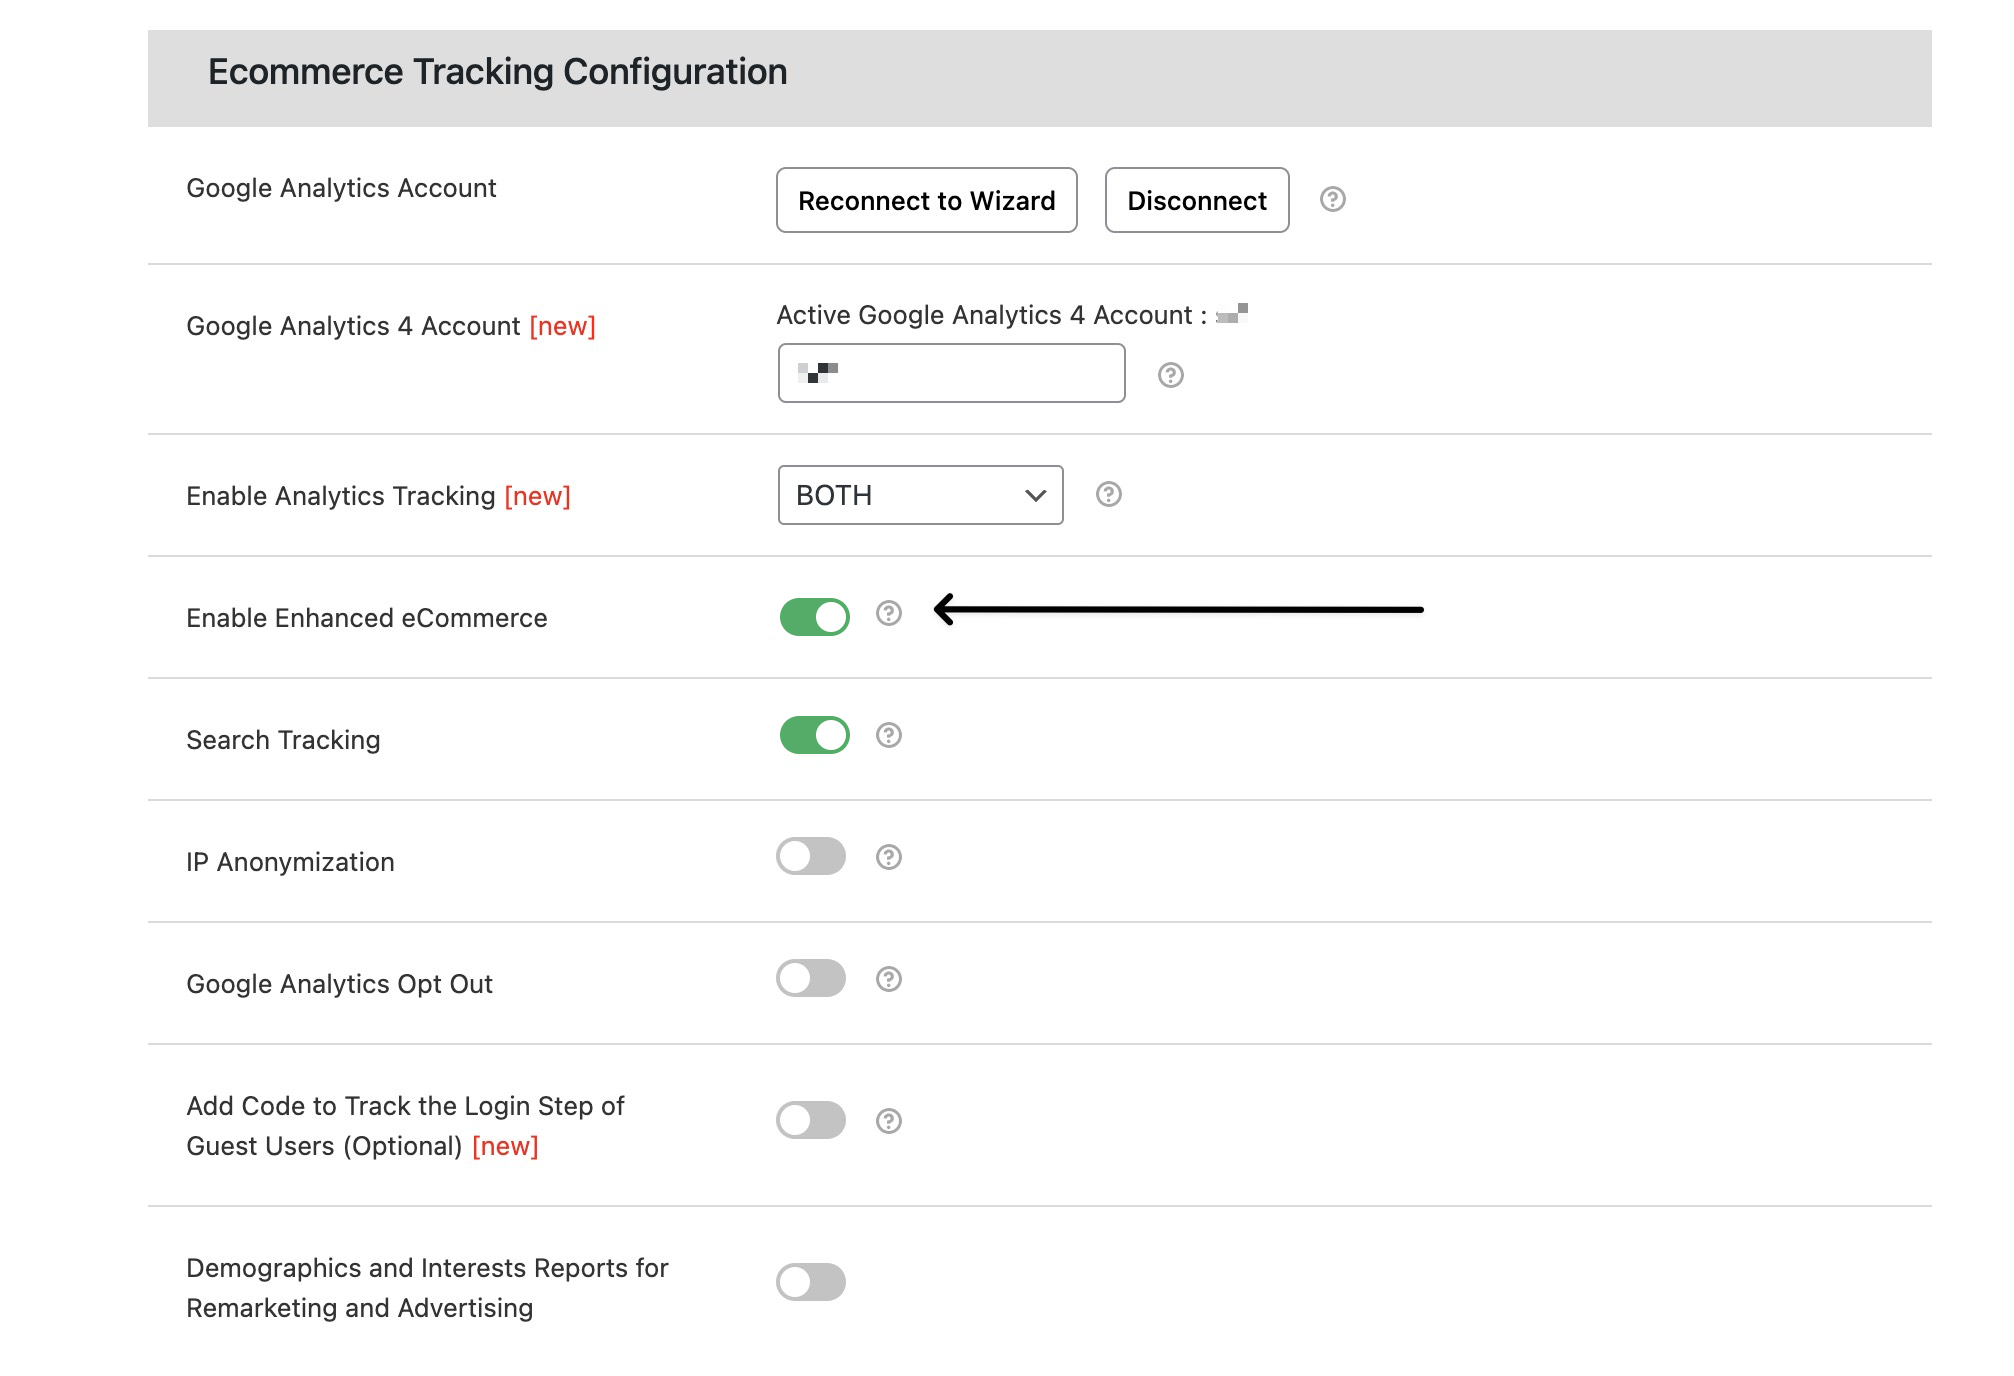 Ecommerce Tracking Configuration
Google Analytics Account
Reconnect to Wizard
Disconnect
Google Analytics 4 Account [new]
Active Google Analytics 4 Account :
Enable Analytics Tracking [new]
BOTH
Enable Enhanced eCommerce
Search Tracking
IP Anonymization
Google Analytics Opt Out
Add Code to Track the Login Step of
Guest Users (Optional) [new]
Demographics and Interests Reports for
Remarketing and Advertising